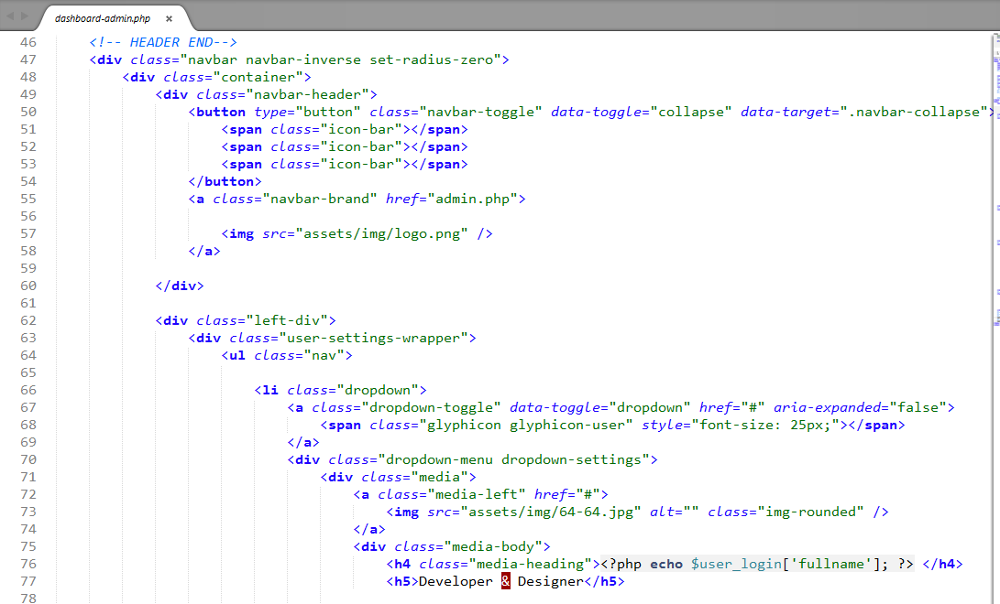 dashboard-admin.php ×
46 <!-- HEADER END-->
47 <div class="navbar navbar-inverse set-radius-zero">
48 <div class="container">
49 <div class="navbar-header">
50 <button type="button" class="navbar-toggle" data-toggle="collapse" data-target=".navbar-collapse">
51 <span class="icon-bar"></span>
52 <span class="icon-bar"></span>
53 <span class="icon-bar"></span>
54 </button>
55 <a class="navbar-brand" href="admin.php">
56
57 <img src="assets/img/logo.png" />
58 </a>
59
60 </div>
61
62 <div class="left-div">
63 <div class="user-settings-wrapper">
64 <ul class="nav">
65
66 <li class="dropdown">
67 <a class="dropdown-toggle" data-toggle="dropdown" href="#" aria-expanded="false">
68 <span class="glyphicon glyphicon-user" style="font-size: 25px;"></span>
69 </a>
70 <div class="dropdown-menu dropdown-settings">
71 <div class="media">
72 <a class="media-left" href="#">
73 <img src="assets/img/64-64.jpg" alt="" class="img-rounded" />
74 </a>
75 <div class="media-body">
76 <h4 class="media-heading"><?php echo $user_login['fullname']; ?> </h4>
77 <h5>Developer & Designer</h5>
78